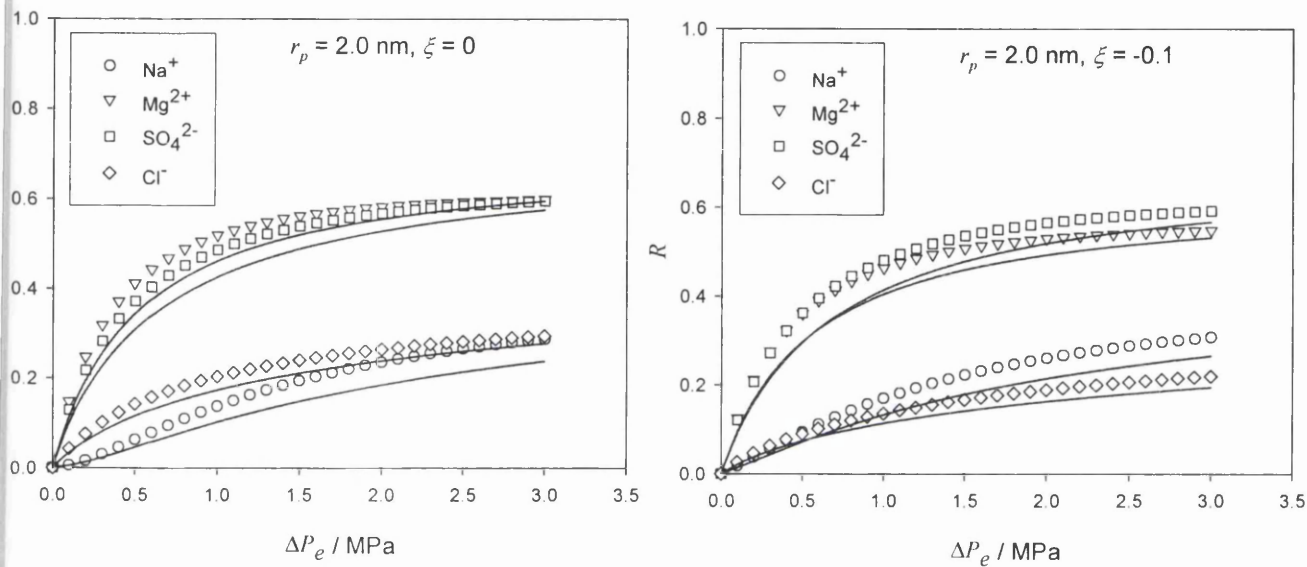 r_p = 2.0 nm, ξ = 0
Na⁺
Mg²⁺
SO₄²⁻
Cl⁻
1.0
0.8
0.6
0.4
0.2
0.0
0.0 0.5 1.0 1.5 2.0 2.5 3.0 3.5
ΔP_e / MPa
r_p = 2.0 nm, ξ = -0.1
Na⁺
Mg²⁺
SO₄²⁻
Cl⁻
R
1.0
0.8
0.6
0.4
0.2
0.0
0.0 0.5 1.0 1.5 2.0 2.5 3.0 3.5
ΔP_e / MPa